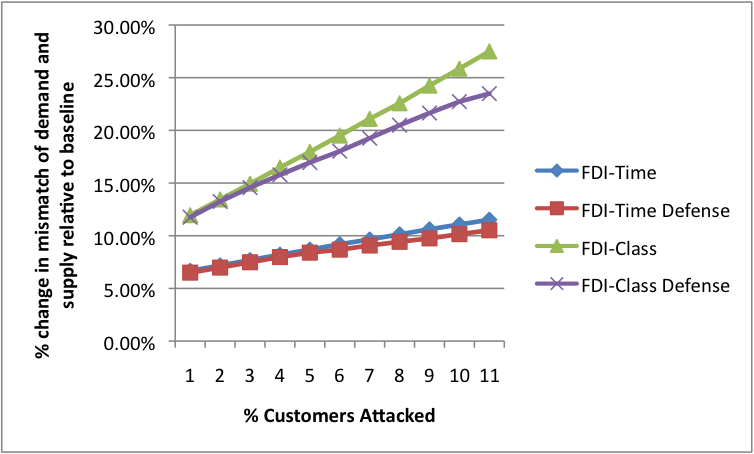 % change in mismatch of demand and
supply relative to baseline
30.00%
25.00%
20.00%
15.00%
10.00%
5.00%
0.00%
1 2 3 4 5 6 7 8 9 10 11
% Customers Attacked
FDI-Time
FDI-Time Defense
FDI-Class
FDI-Class Defense